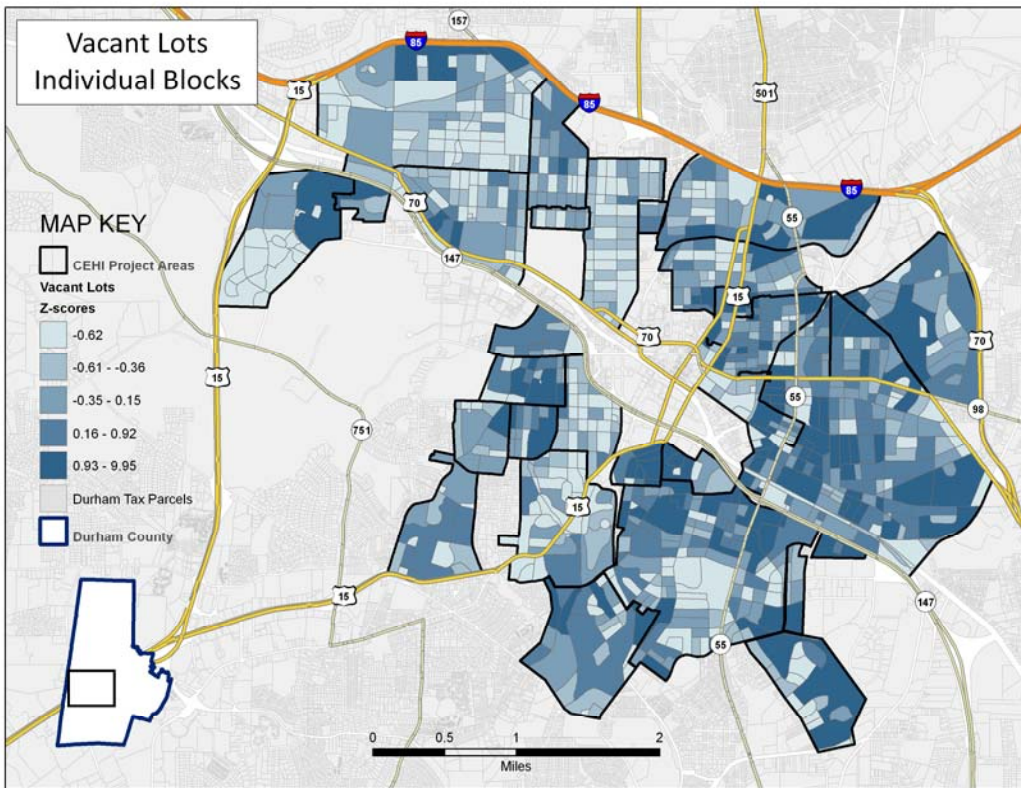 Vacant Lots
Individual Blocks
157
85
15
501
85
85
70
55
147
15
70
70
15
55
98
751
15
15
147
55
MAP KEY
CEHI Project Areas
Vacant Lots
Z-scores
-0.62
-0.61 - -0.36
-0.35 - 0.15
0.16 - 0.92
0.93 - 9.95
Durham Tax Parcels
Durham County
0 0.5 1 2
Miles